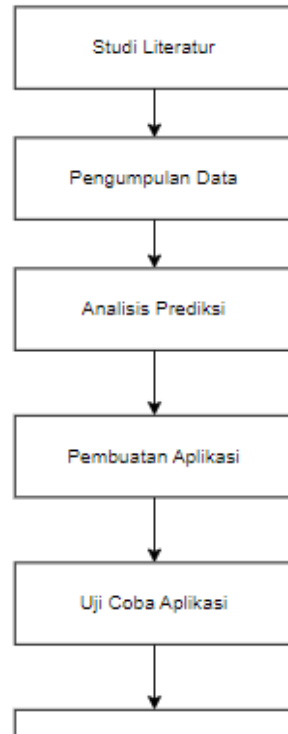 Studi Literatur
Pengumpulan Data
Analisis Prediksi
Pembuatan Aplikasi
Uji Coba Aplikasi